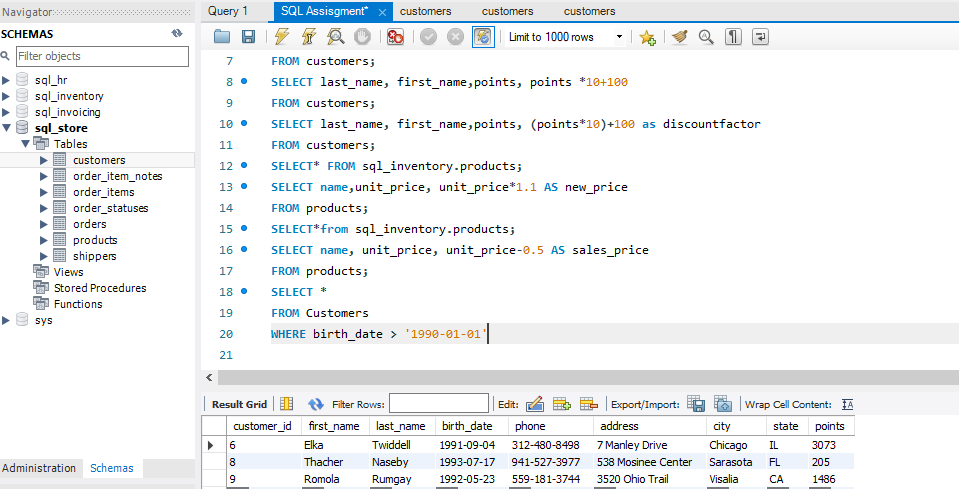 Navigator
SCHEMAS
Filter objects
sql_hr
sql_inventory
sql_invoicing
sql_store
Tables
customers
order_item_notes
order_items
order_statuses
orders
products
shippers
Views
Stored Procedures
Functions
sys
Administration Schemas
Query 1 SQL Assisgment* × customers customers customers
Limit to 1000 rows
7 FROM customers;
8 SELECT last_name, first_name,points, points *10+100
9 FROM customers;
10 SELECT last_name, first_name,points, (points*10)+100 as discountfactor
11 FROM customers;
12 SELECT* FROM sql_inventory.products;
13 SELECT name,unit_price, unit_price*1.1 AS new_price
14 FROM products;
15 SELECT*from sql_inventory.products;
16 SELECT name, unit_price, unit_price-0.5 AS sales_price
17 FROM products;
18 SELECT *
19 FROM Customers
20 WHERE birth_date > '1990-01-01'
21
Result Grid Filter Rows: Edit: Export/Import: Wrap Cell Content: IA
customer_id first_name last_name birth_date phone address city state points
6 Elka Twiddell 1991-09-04 312-480-8498 7 Manley Drive Chicago IL 3073
8 Thacher Naseby 1993-07-17 941-527-3977 538 Mosinee Center Sarasota FL 205
9 Romola Rumgay 1992-05-23 559-181-3744 3520 Ohio Trail Visalia CA 1486